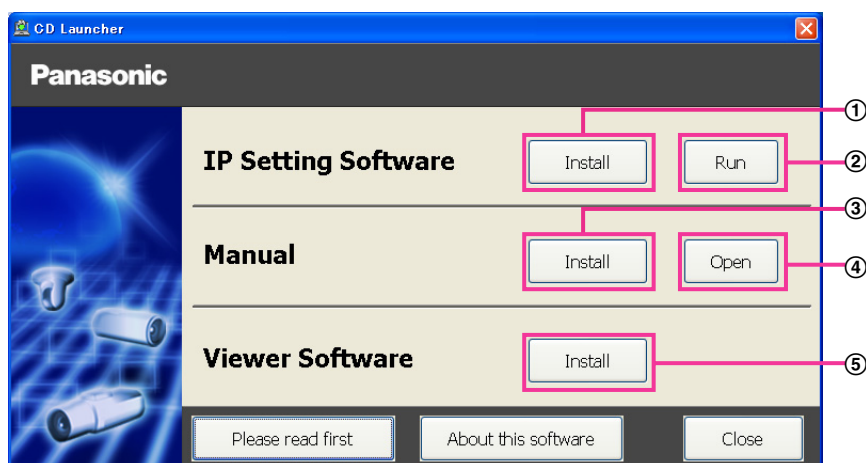 CD Launcher
Panasonic
①
IP Setting Software Install Run ②
③
Manual Install Open ④
Viewer Software Install ⑤
Please read first About this software Close